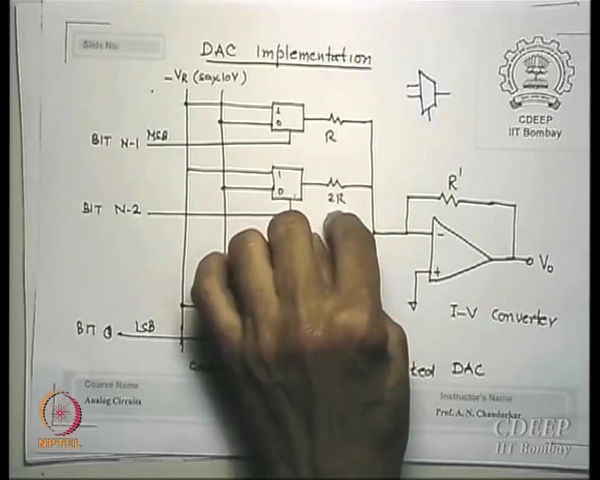 Slide No:
DAC Implementation
CDEEP
IIT Bombay
-VR (say 10V)
1
0
R
BIT N-1 MSB
1
0
2R
BIT N-2
R'
-
+
Vo
I-V Converter
BIT 0 LSB
DAC
Course Name
Analog Circuits
Instructor's Name
Prof. A. N. Chandorkar
NPTEL
CDEEP
IIT Bombay